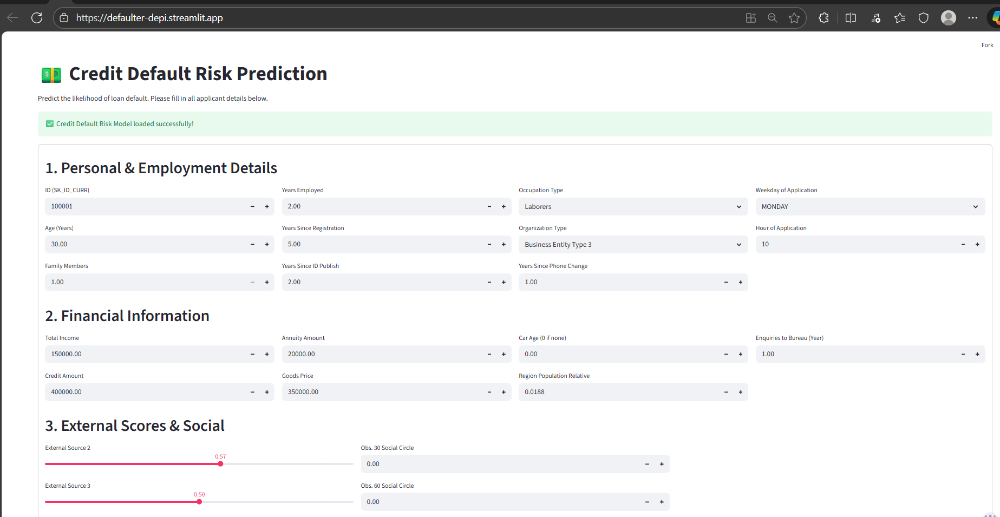 https://defaulter-depi.streamlit.app
Fork
Credit Default Risk Prediction
Predict the likelihood of loan default. Please fill in all applicant details below.
Credit Default Risk Model loaded successfully!
1. Personal & Employment Details
ID (SK_ID_CURR)
Years Employed
Occupation Type
Weekday of Application
100001
2.00
Laborers
MONDAY
Age (Years)
Years Since Registration
Organization Type
Hour of Application
30.00
5.00
Business Entity Type 3
10
Family Members
Years Since ID Publish
Years Since Phone Change
1.00
2.00
1.00
2. Financial Information
Total Income
Annuity Amount
Car Age (0 if none)
Enquiries to Bureau (Year)
150000.00
20000.00
0.00
1.00
Credit Amount
Goods Price
Region Population Relative
400000.00
350000.00
0.0188
3. External Scores & Social
External Source 2
Obs. 30 Social Circle
0.57
0.00
External Source 3
Obs. 60 Social Circle
0.50
0.00